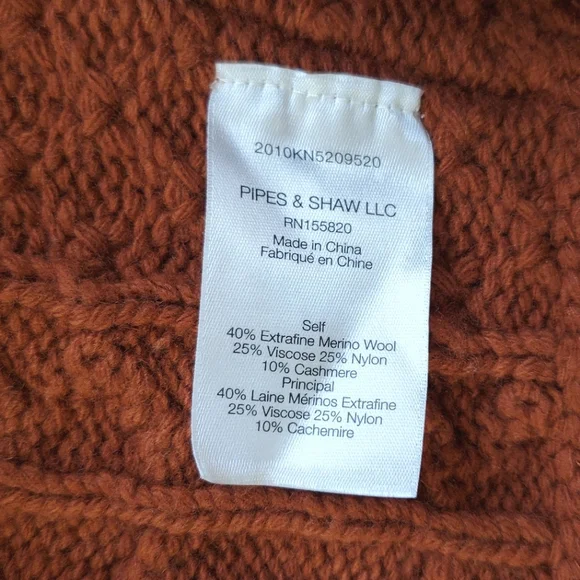 2010KN5209520
PIPES & SHAW LLC
RN155820
Made in China
Fabriqué en Chine
Self
40% Extrafine Merino Wool
25% Viscose 25% Nylon
10% Cashmere
Principal
40% Laine Mérinos Extrafine
25% Viscose 25% Nylon
10% Cachemire